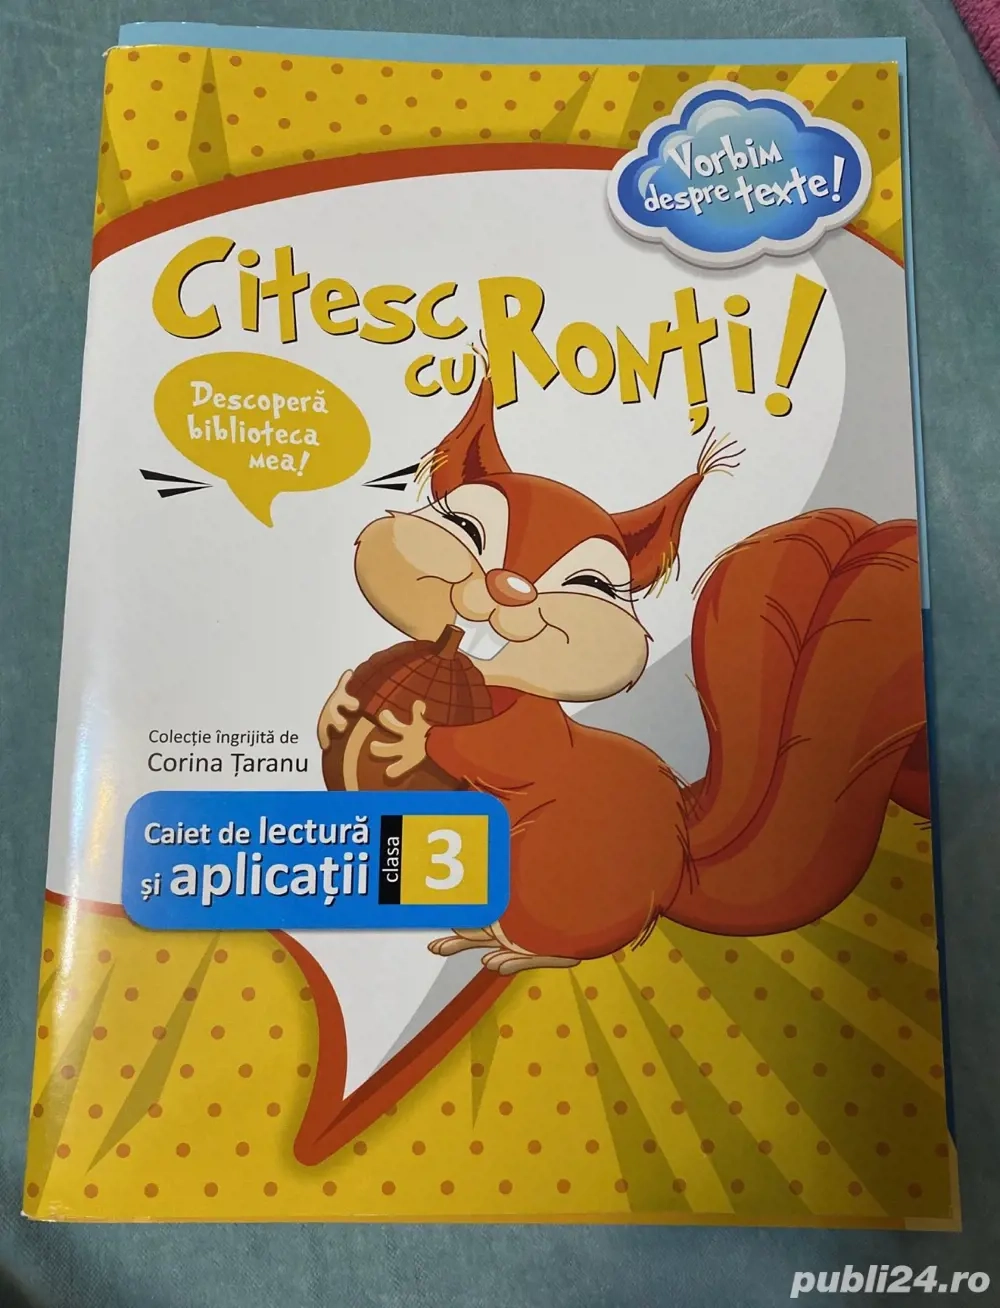 Vorbim
despre texte!
Citesc
cu Ronți!
Descoperă
biblioteca
mea!
Colecție îngrijită de
Corina Țaranu
Caiet de lectură
și aplicații
clasa
3
publi24.ro